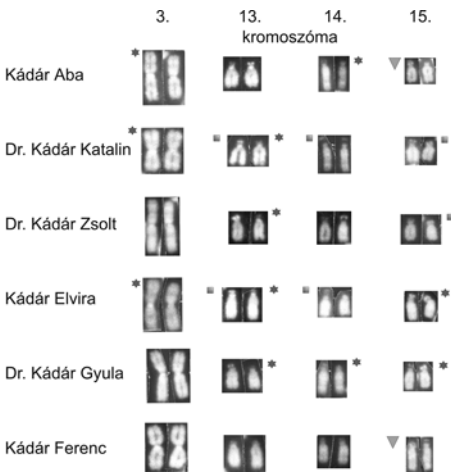 3. 13. 14. 15.
kromoszóma
Kádár Aba
Dr. Kádár Katalin
Dr. Kádár Zsolt
Kádár Elvira
Dr. Kádár Gyula
Kádár Ferenc